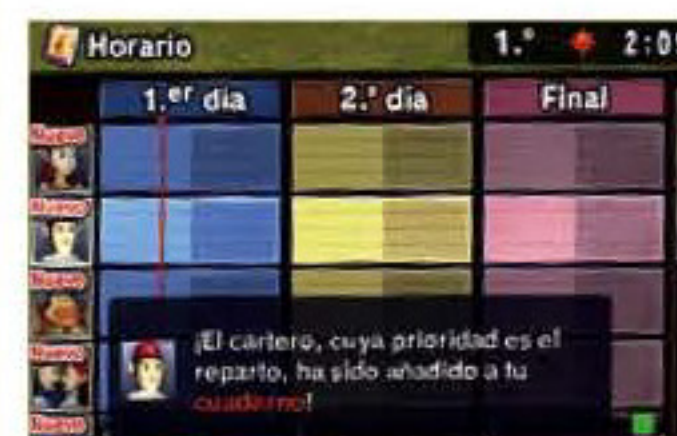 Horario
1.° 2:0
1.er día
2.° día
Final
Nuevo
Nuevo
Nuevo
Nuevo
Nuevo
¡El cartero, cuya prioridad es el
reparto, ha sido añadido a tu
cuaderno!